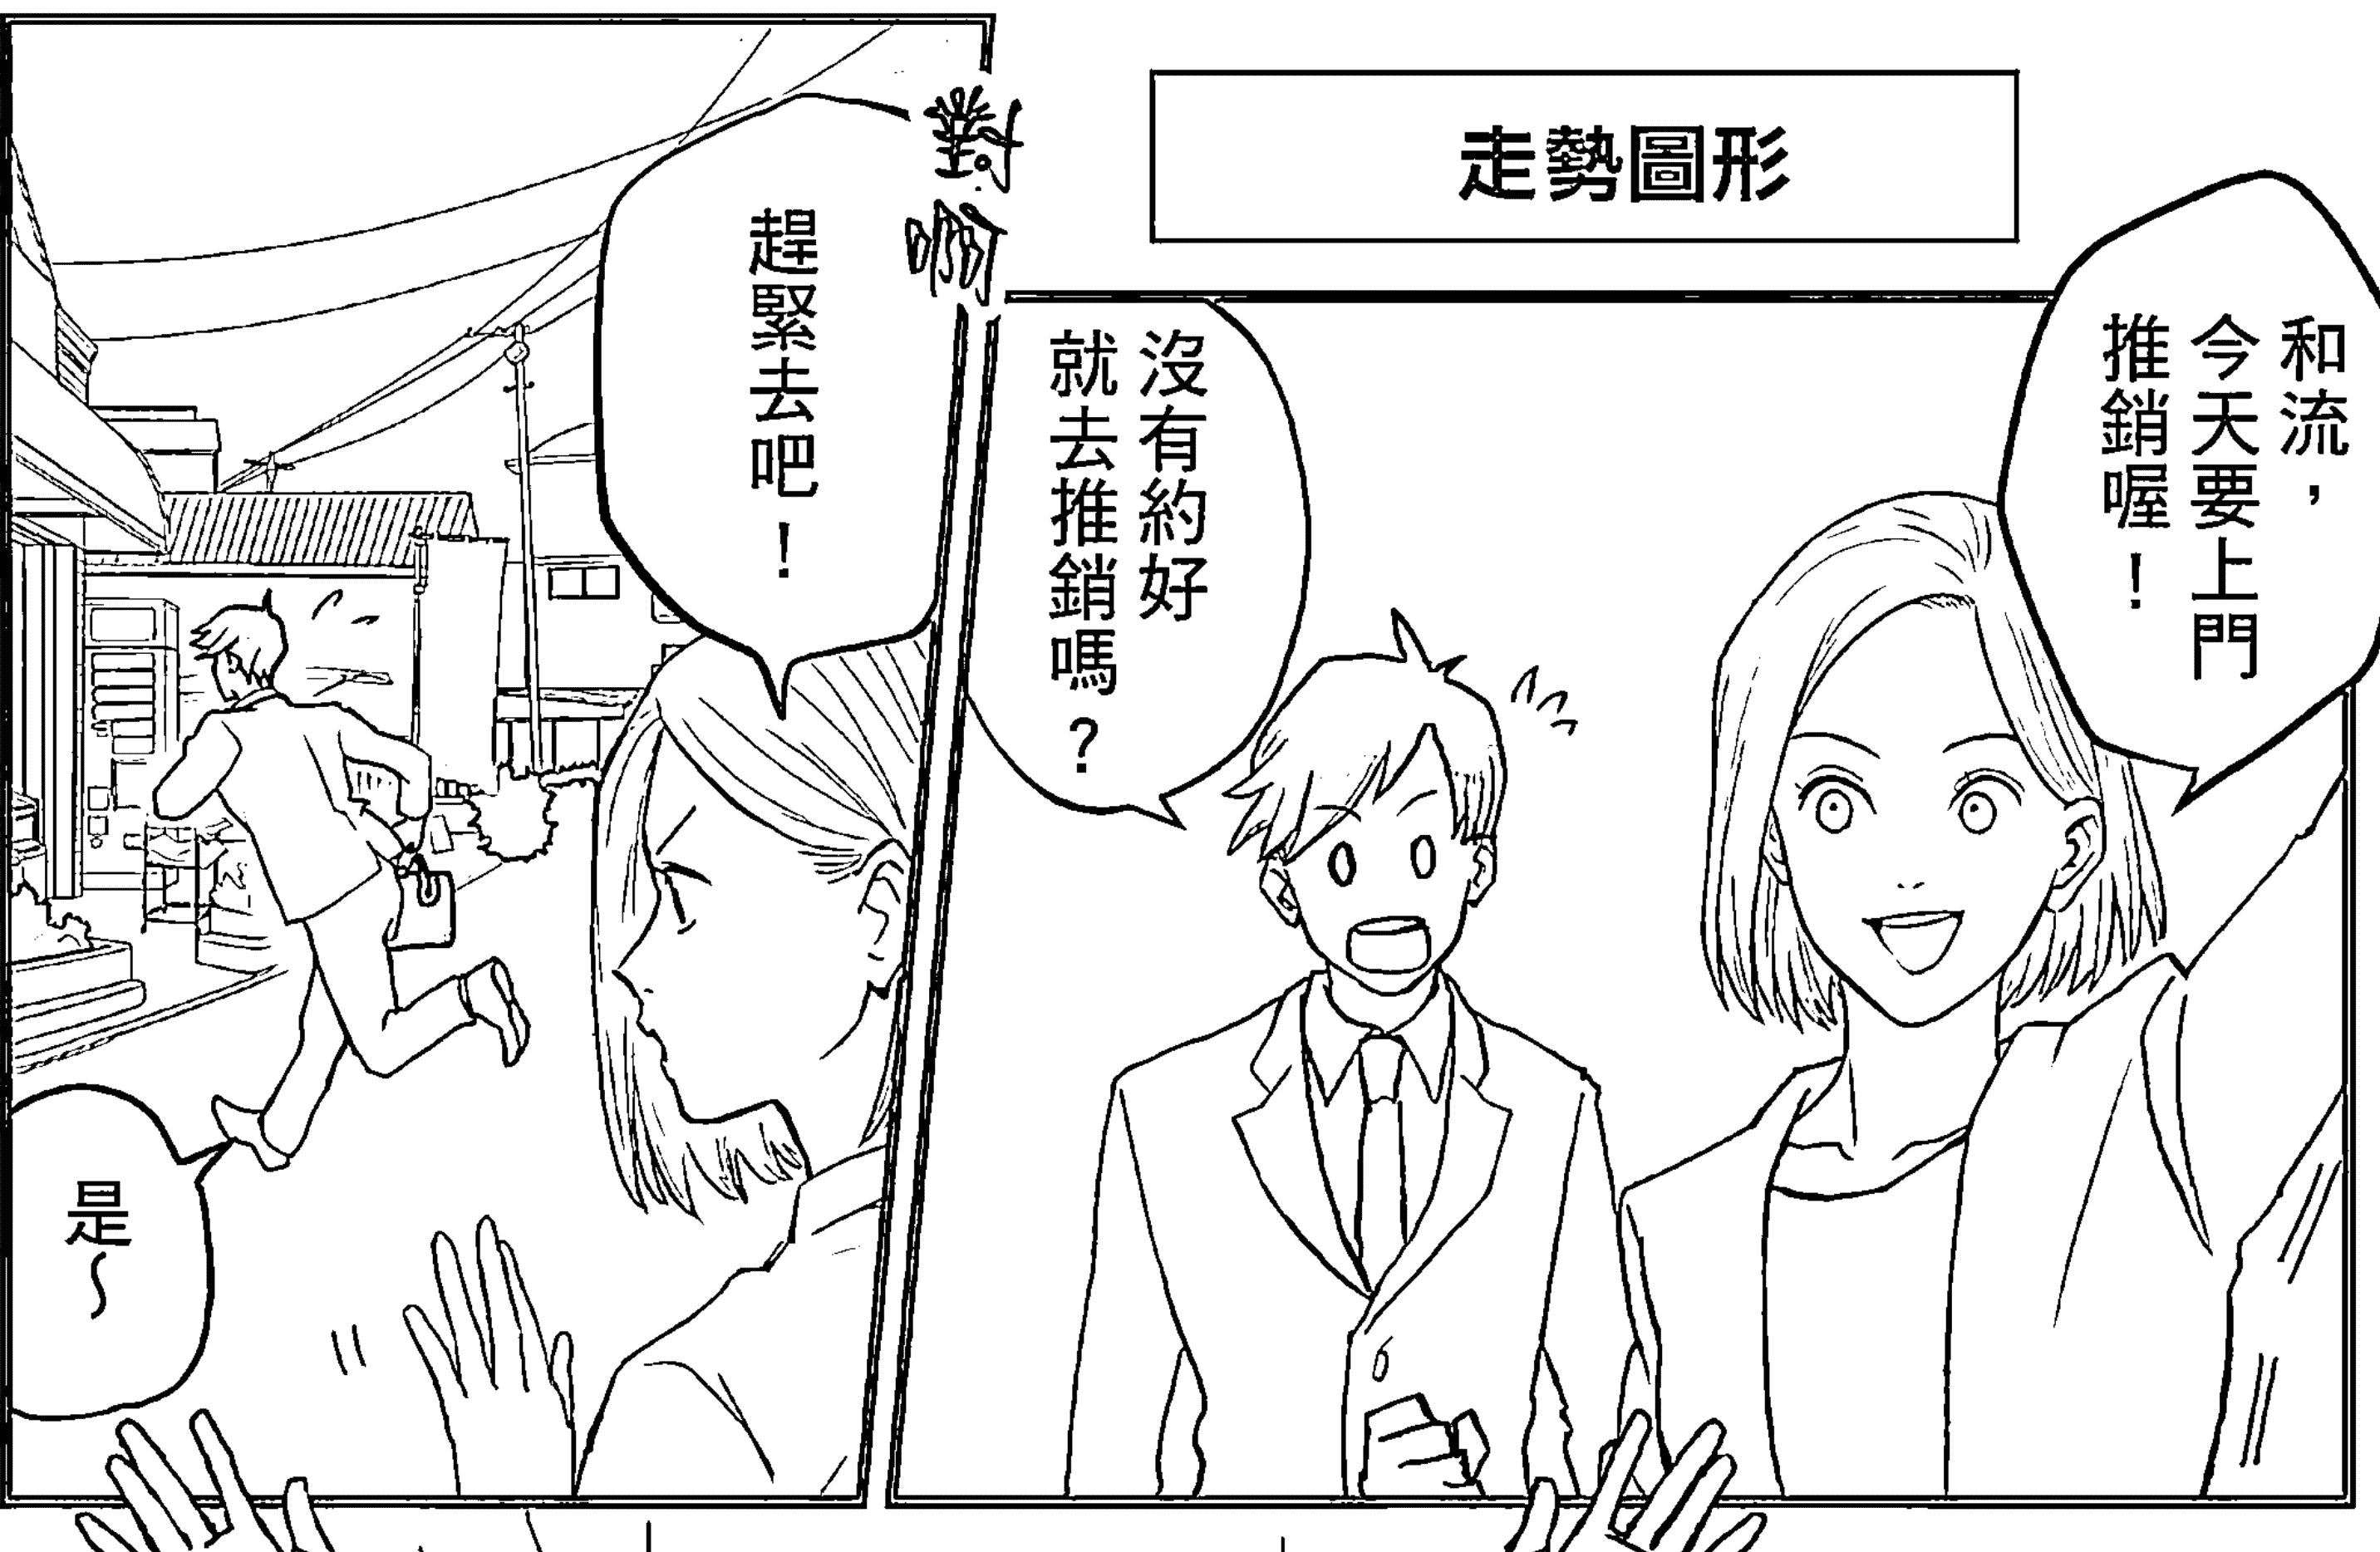 走勢圖形
和流，
今天要上門
推銷喔！
沒有約好
就去推銷嗎？
對啊
趕緊去吧！
是～